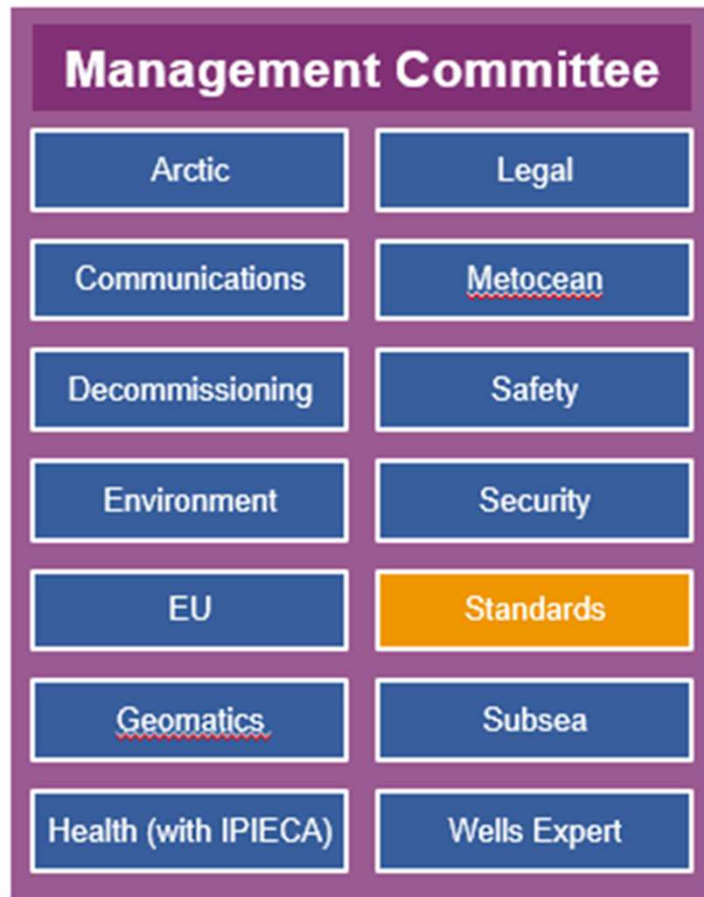 Management Committee
Arctic
Legal
Communications
Metocean
Decommissioning
Safety
Environment
Security
EU
Standards
Geomatics
Subsea
Health (with IPIECA)
Wells Expert